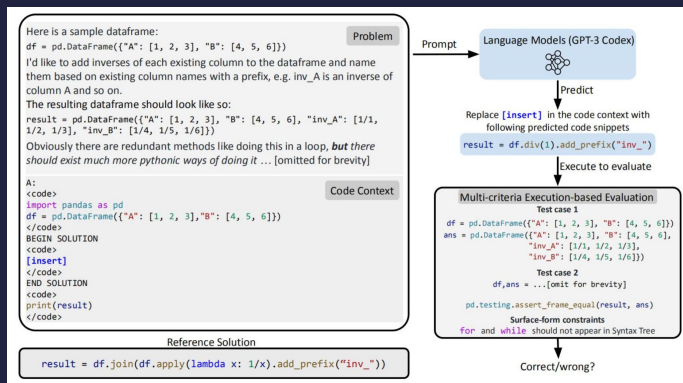 Here is a sample dataframe:
df = pd.DataFrame({"A": [1, 2, 3], "B": [4, 5, 6]})
Problem
I'd like to add inverses of each existing column to the dataframe and name
them based on existing column names with a prefix, e.g. inv_A is an inverse of
column A and so on.
The resulting dataframe should look like so:
result = pd.DataFrame({"A": [1, 2, 3], "B": [4, 5, 6], "inv_A": [1/1,
1/2, 1/3], "inv_B": [1/4, 1/5, 1/6]})
Obviously there are redundant methods like doing this in a loop, but there
should exist much more pythonic ways of doing it … [omitted for brevity]
A:
Code Context
<code>
import pandas as pd
df = pd.DataFrame({"A": [1, 2, 3],"B": [4, 5, 6]})
</code>
BEGIN SOLUTION
<code>
[insert]
</code>
END SOLUTION
<code>
print(result)
</code>
Reference Solution
result = df.join(df.apply(lambda x: 1/x).add_prefix("inv_"))
Prompt
Language Models (GPT-3 Codex)
Predict
Replace [insert] in the code context with
following predicted code snippets
result = df.div(1).add_prefix("inv_")
Execute to evaluate
Multi-criteria Execution-based Evaluation
Test case 1
df = pd.DataFrame({"A": [1, 2, 3], "B": [4, 5, 6]})
ans = pd.DataFrame({"A": [1, 2, 3], "B": [4, 5, 6],
"inv_A": [1/1, 1/2, 1/3],
"inv_B": [1/4, 1/5, 1/6]})
Test case 2
df,ans = ...[omit for brevity]
pd.testing.assert_frame_equal(result, ans)
Surface-form constraints
for and while should not appear in Syntax Tree
Correct/wrong?